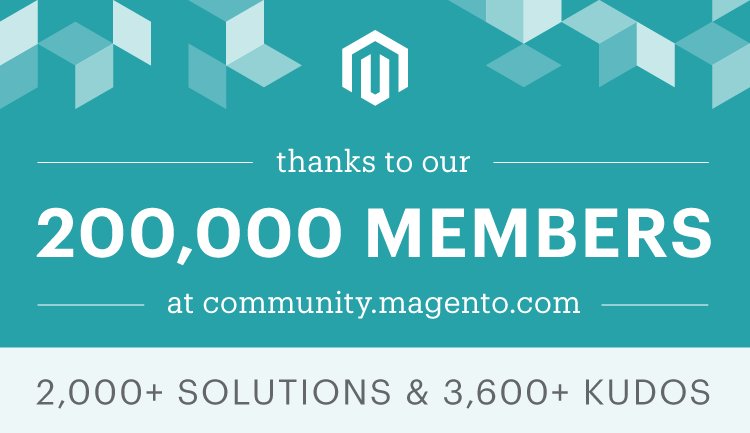 thanks to our
200,000 MEMBERS
at community.magento.com
2,000+ SOLUTIONS & 3,600+ KUDOS